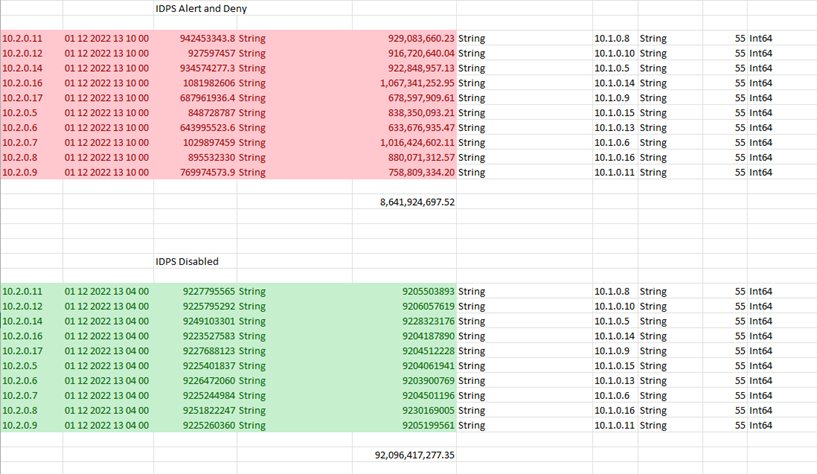 IDPS Alert and Deny
10.2.0.11 01 12 2022 13 10 00 942453343.8 String 929,083,660.23 String 10.1.0.8 String 55 Int64
10.2.0.12 01 12 2022 13 10 00 927597457 String 916,720,640.04 String 10.1.0.10 String 55 Int64
10.2.0.14 01 12 2022 13 10 00 934574277.3 String 922,848,957.13 String 10.1.0.5 String 55 Int64
10.2.0.16 01 12 2022 13 10 00 1081982606 String 1,067,341,252.95 String 10.1.0.14 String 55 Int64
10.2.0.17 01 12 2022 13 10 00 687961936.4 String 678,597,909.61 String 10.1.0.9 String 55 Int64
10.2.0.5 01 12 2022 13 10 00 848728787 String 838,350,093.21 String 10.1.0.15 String 55 Int64
10.2.0.6 01 12 2022 13 10 00 643995523.6 String 633,676,935.47 String 10.1.0.13 String 55 Int64
10.2.0.7 01 12 2022 13 10 00 1029897459 String 1,016,424,602.11 String 10.1.0.6 String 55 Int64
10.2.0.8 01 12 2022 13 10 00 895532330 String 880,071,312.57 String 10.1.0.16 String 55 Int64
10.2.0.9 01 12 2022 13 10 00 769974573.9 String 758,809,334.20 String 10.1.0.11 String 55 Int64
8,641,924,697.52
IDPS Disabled
10.2.0.11 01 12 2022 13 04 00 9227795565 String 9205503893 String 10.1.0.8 String 55 Int64
10.2.0.12 01 12 2022 13 04 00 9225795292 String 9206057619 String 10.1.0.10 String 55 Int64
10.2.0.14 01 12 2022 13 04 00 9249103301 String 9228323176 String 10.1.0.5 String 55 Int64
10.2.0.16 01 12 2022 13 04 00 9223527583 String 9204187890 String 10.1.0.14 String 55 Int64
10.2.0.17 01 12 2022 13 04 00 9227688123 String 9204512228 String 10.1.0.9 String 55 Int64
10.2.0.5 01 12 2022 13 04 00 9225401837 String 9204061941 String 10.1.0.15 String 55 Int64
10.2.0.6 01 12 2022 13 04 00 9226472060 String 9203900769 String 10.1.0.13 String 55 Int64
10.2.0.7 01 12 2022 13 04 00 9225244984 String 9204501196 String 10.1.0.6 String 55 Int64
10.2.0.8 01 12 2022 13 04 00 9251822247 String 9230169005 String 10.1.0.16 String 55 Int64
10.2.0.9 01 12 2022 13 04 00 9225260360 String 9205199561 String 10.1.0.11 String 55 Int64
92,096,417,277.35